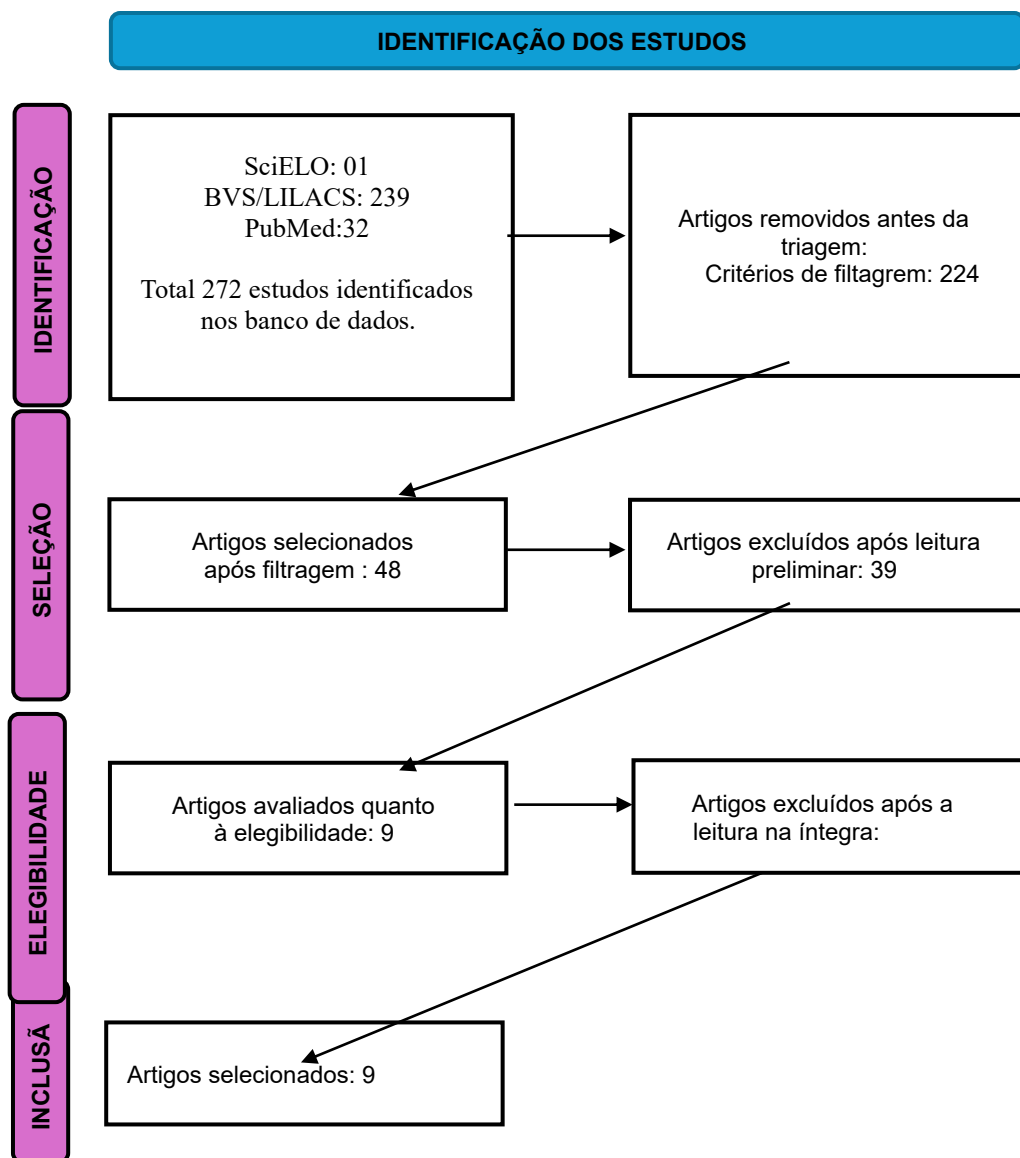 IDENTIFICAÇÃO DOS ESTUDOS
IDENTIFICAÇÃO
SciELO: 01
BVS/LILACS: 239
PubMed:32
Total 272 estudos identificados
nos banco de dados.
Artigos removidos antes da
triagem:
Critérios de filtagrem: 224
SELEÇÃO
Artigos selecionados
após filtragem : 48
Artigos excluídos após leitura
preliminar: 39
ELEGIBILIDADE
Artigos avaliados quanto
à elegibilidade: 9
Artigos excluídos após a
leitura na íntegra:
INCLUSÃ
Artigos selecionados: 9